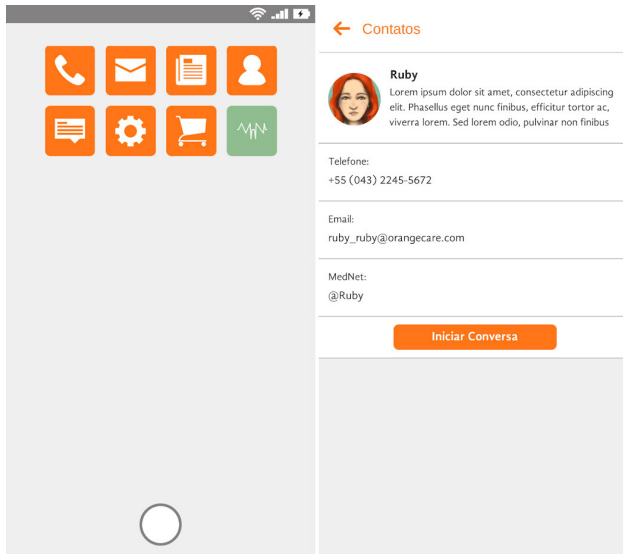 Contatos
Ruby
Lorem ipsum dolor sit amet, consectetur adipiscing
elit. Phasellus eget nunc finibus, efficitur tortor ac,
viverra lorem. Sed lorem odio, pulvinar non finibus
Telefone:
+55 (043) 2245-5672
Email:
ruby_ruby@orangecare.com
MedNet:
@Ruby
Iniciar Conversa